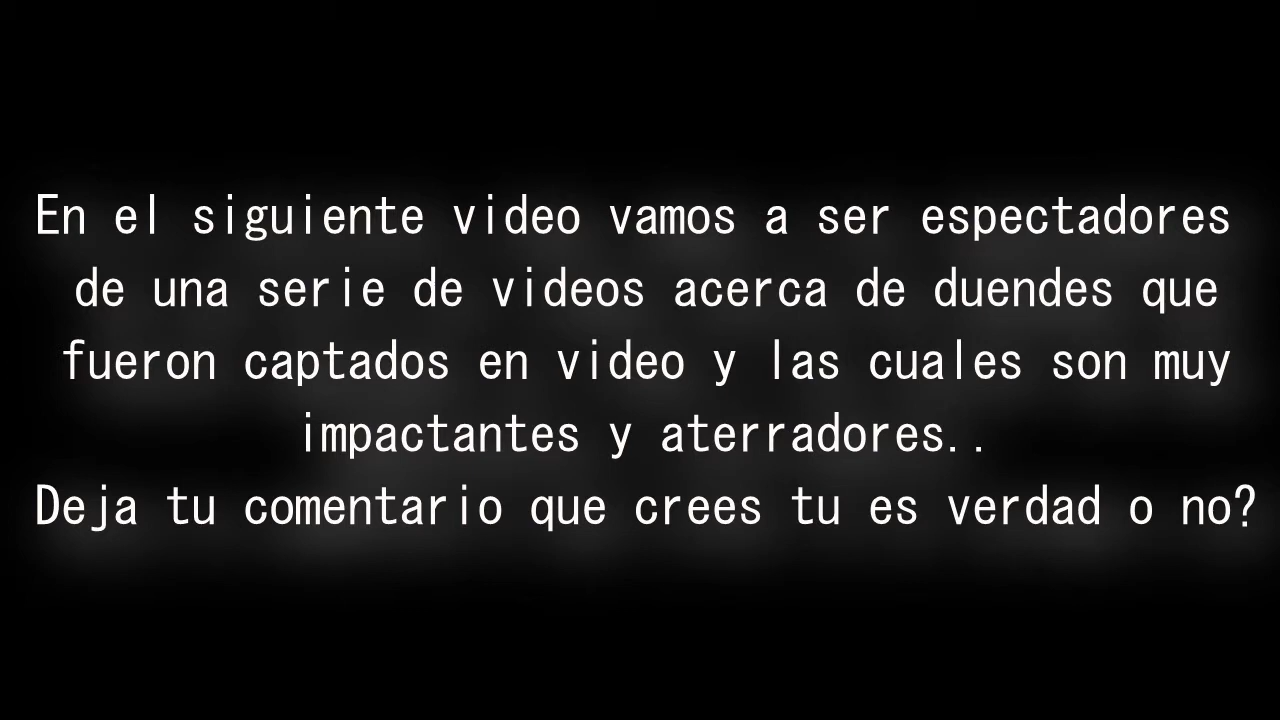 En el siguiente video vamos a ser espectadores
de una serie de videos acerca de duendes que
fueron captados en video y las cuales son muy
impactantes y aterradores..
Deja tu comentario que crees tu es verdad o no?